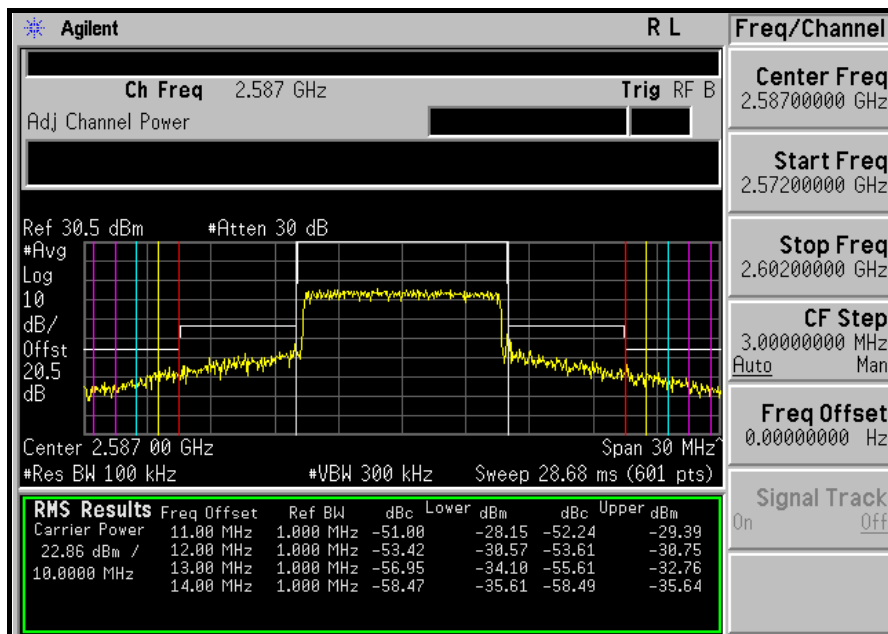 Agilent R L Freq/Channel
Ch Freq 2.587 GHz Trig RF B
Adj Channel Power
Center Freq
2.58700000 GHz
Start Freq
2.57200000 GHz
Stop Freq
2.60200000 GHz
CF Step
3.00000000 MHz
Auto Man
Freq Offset
0.00000000 Hz
Signal Track
On Off
Ref 30.5 dBm #Atten 30 dB
#Avg
Log
10
dB/
Offst
20.5
dB
Center 2.587 00 GHz Span 30 MHz^
#Res BW 100 kHz #VBW 300 kHz Sweep 28.68 ms (601 pts)
RMS Results Freq Offset Ref BW dBc Lower dBm dBc Upper dBm
Carrier Power 11.00 MHz 1.000 MHz -51.00 -28.15 -52.24 -29.39
22.86 dBm / 12.00 MHz 1.000 MHz -53.42 -30.57 -53.61 -30.75
10.0000 MHz 13.00 MHz 1.000 MHz -56.95 -34.10 -55.61 -32.76
14.00 MHz 1.000 MHz -58.47 -35.61 -58.49 -35.64